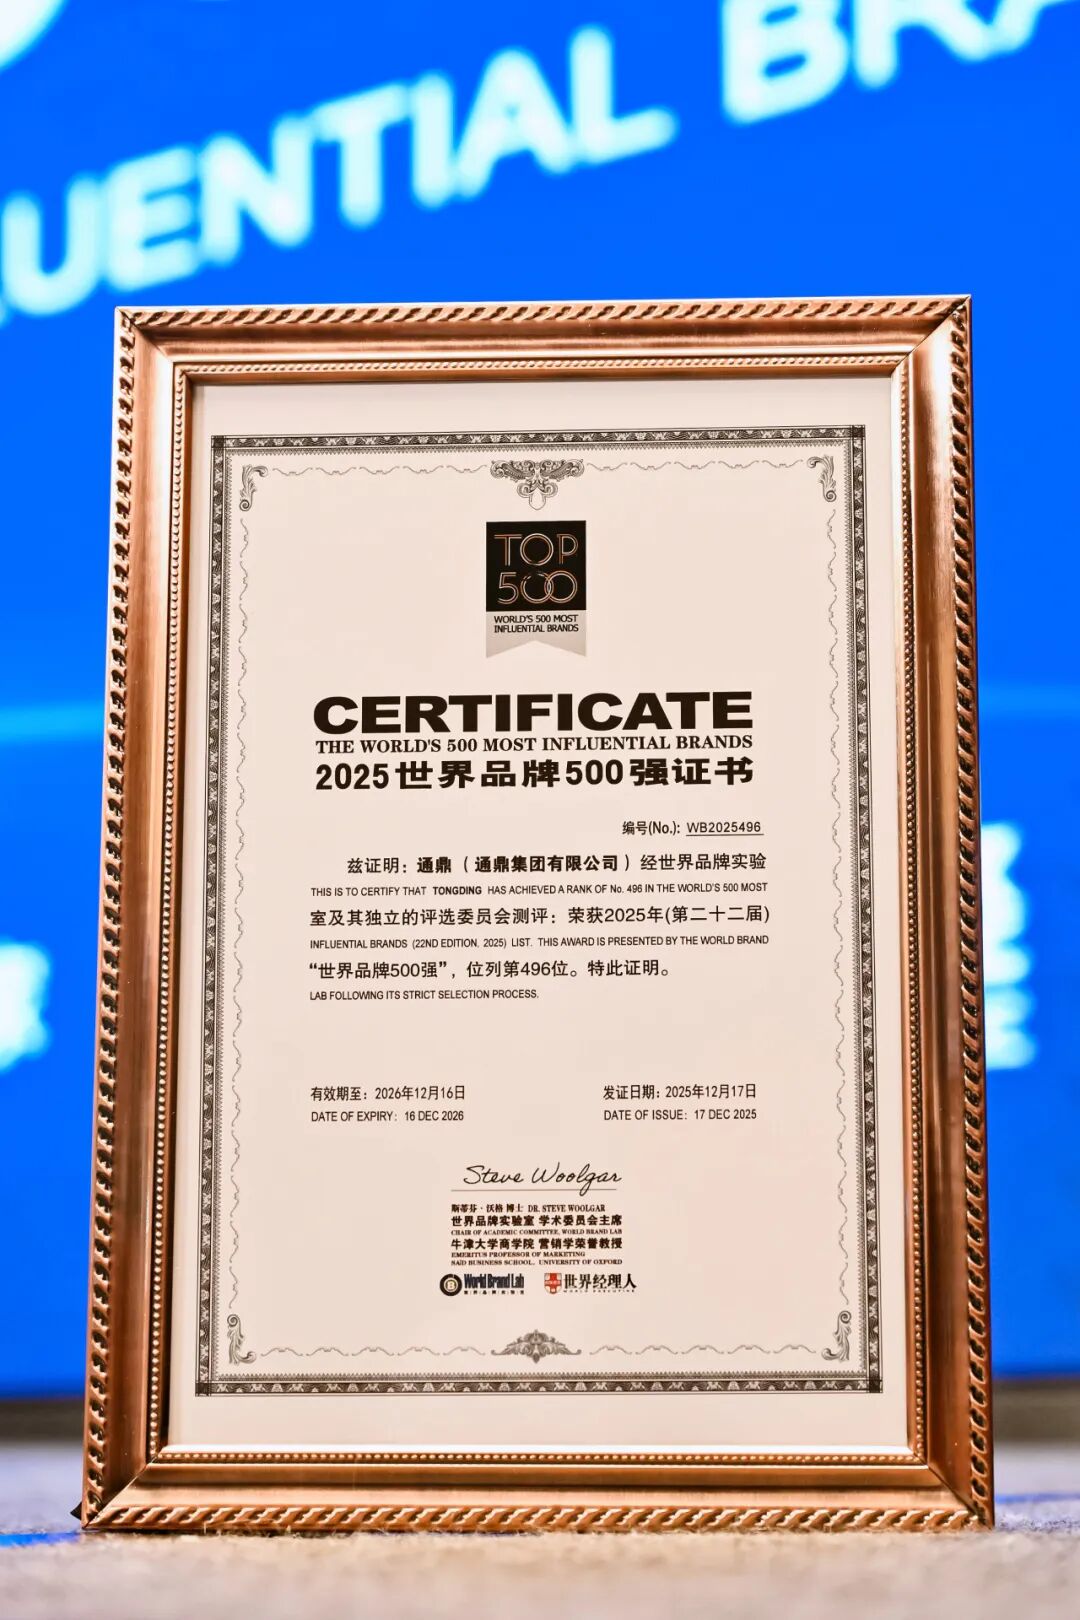 UENTIAL BRA
TOP
500
WORLD'S 500 MOST
INFLUENTIAL BRANDS
CERTIFICATE
THE WORLD'S 500 MOST INFLUENTIAL BRANDS
2025世界品牌500强证书
编号(No.): WB2025496
兹证明：通鼎（通鼎集团有限公司）经世界品牌实验
THIS IS TO CERTIFY THAT TONGDING HAS ACHIEVED A RANK OF No. 496 IN THE WORLD'S 500 MOST
室及其独立的评选委员会测评：荣获2025年(第二十二届)
INFLUENTIAL BRANDS (22ND EDITION, 2025) LIST. THIS AWARD IS PRESENTED BY THE WORLD BRAND
“世界品牌500强”，位列第496位。特此证明。
LAB FOLLOWING ITS STRICT SELECTION PROCESS.
有效期至：2026年12月16日
DATE OF EXPIRY: 16 DEC 2026
发证日期：2025年12月17日
DATE OF ISSUE: 17 DEC 2025
Steve Woolgar
斯蒂芬·沃格 博士 DR. STEVE WOOLGAR
世界品牌实验室 学术委员会主席
CHAIR OF ACADEMIC COMMITTEE, WORLD BRAND LAB
牛津大学商学院 营销学荣誉教授
EMERITUS PROFESSOR OF MARKETING
SAID BUSINESS SCHOOL, UNIVERSITY OF OXFORD
World Brand Lab
世界品牌实验室
世界经理人
WORLD EXECUTIVE